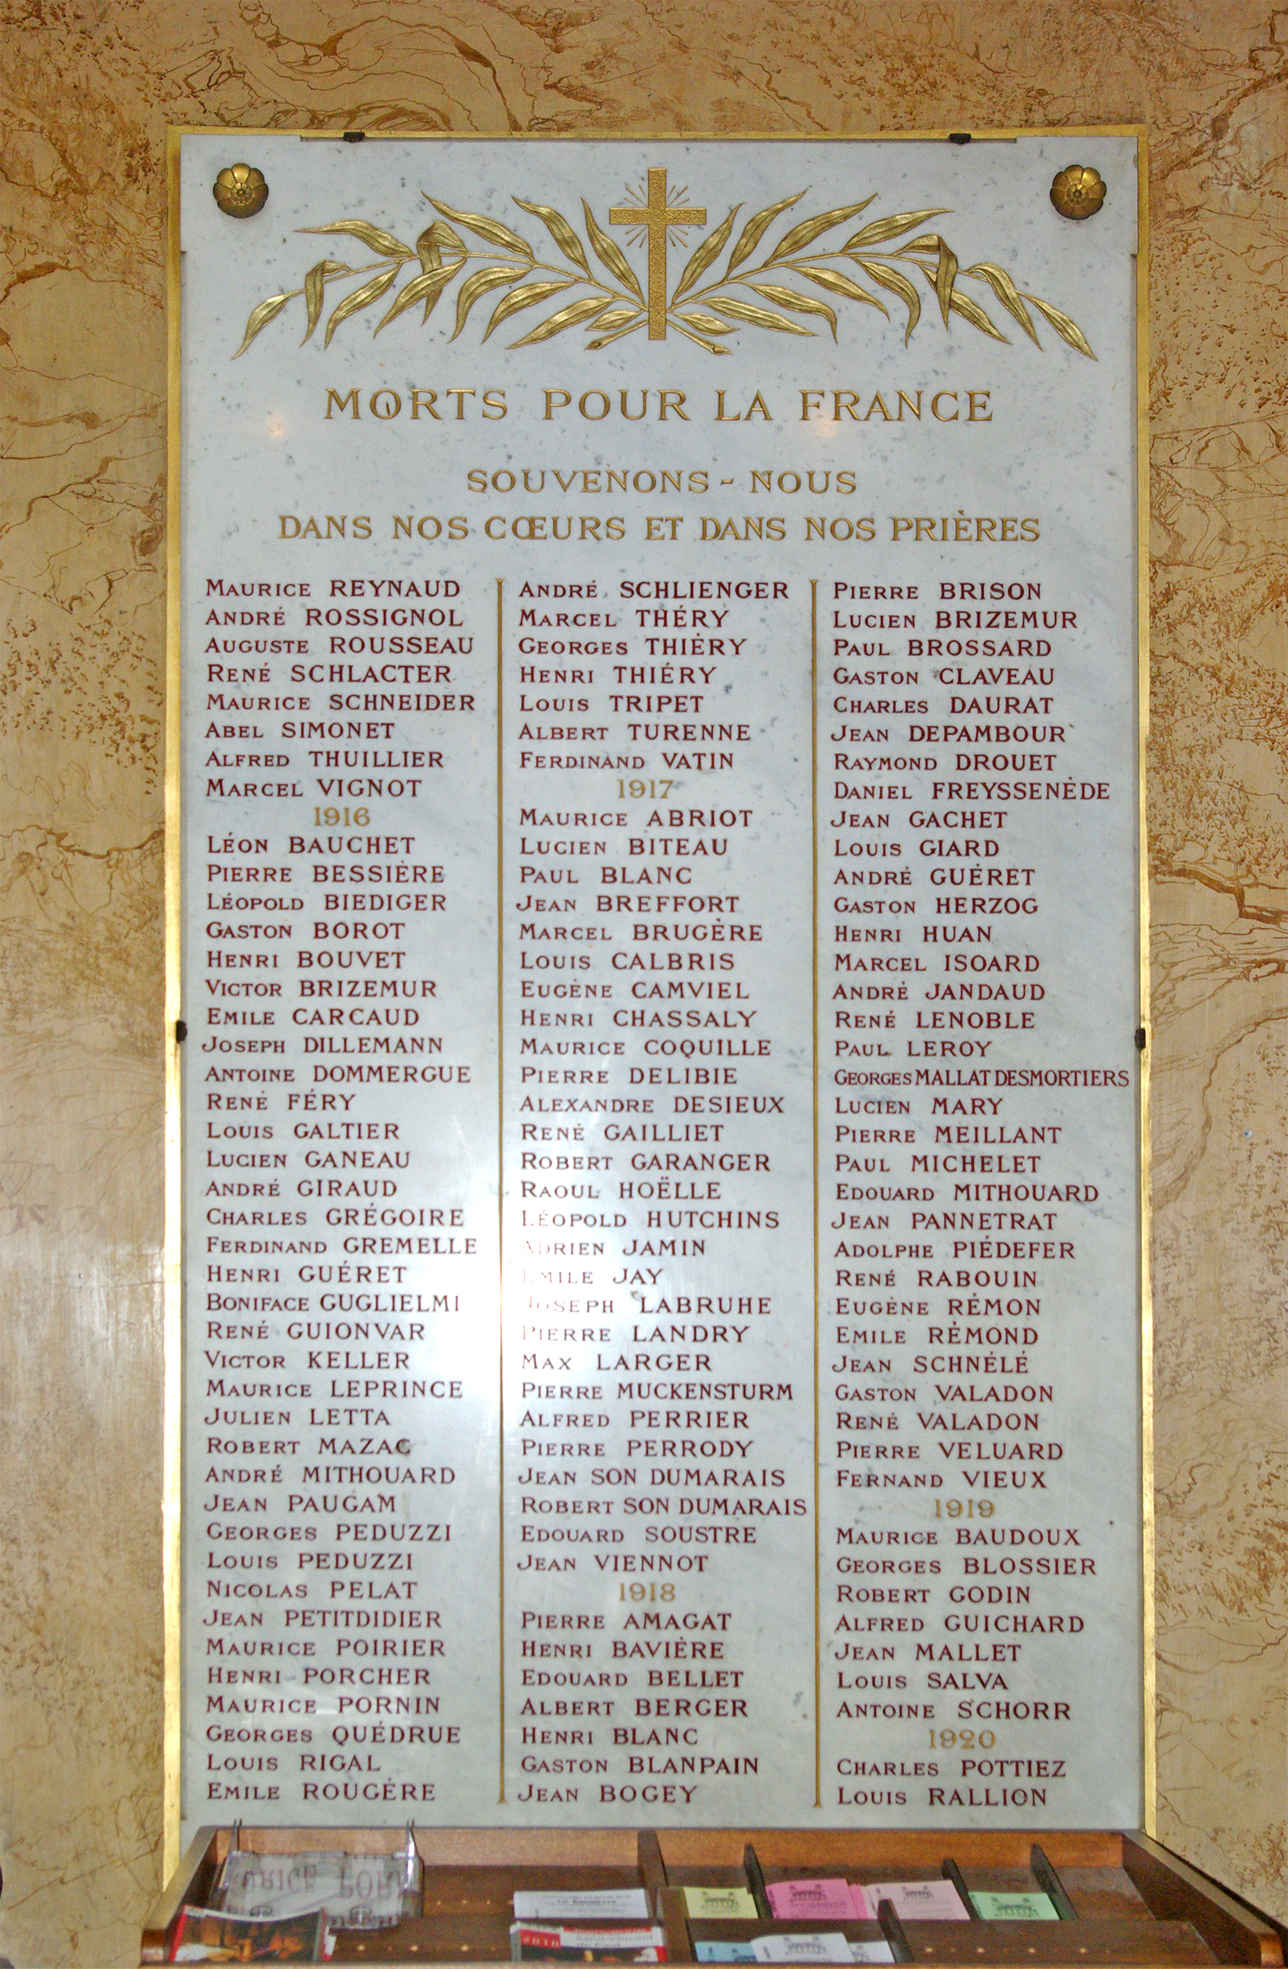 MORTS POUR LA FRANCE
SOUVENONS-NOUS
DANS NOS CŒURS ET DANS NOS PRIÈRES
MAURICE REYNAUD
ANDRÉ ROSSIGNOL
AUGUSTE ROUSSEAU
RENÉ SCHLACTER
MAURICE SCHNEIDER
ABEL SIMONET
ALFRED THUILLIER
MARCEL VIGNOT
1916
LÉON BAUCHET
PIERRE BESSIÈRE
LÉOPOLD BIEDIGER
GASTON BOROT
HENRI BOUVET
VICTOR BRIZEMUR
EMILE CARCAUD
JOSEPH DILLEMANN
ANTOINE DOMMERGUE
RENÉ FÉRY
LOUIS GALTIER
LUCIEN GANEAU
ANDRÉ GIRAUD
CHARLES GRÉGOIRE
FERDINAND GREMELLE
HENRI GUÉRET
BONIFACE GUGLIELMI
RENÉ GUIONVAR
VICTOR KELLER
MAURICE LEPRINCE
JULIEN LETTA
ROBERT MAZAC
ANDRÉ MITHOUARD
JEAN PAUGAM
GEORGES PEDUZZI
LOUIS PEDUZZI
NICOLAS PELAT
JEAN PETITDIDIER
MAURICE POIRIER
HENRI PORCHER
MAURICE PORNIN
GEORGES QUÉDRUE
LOUIS RIGAL
EMILE ROUGÈRE
ANDRÉ SCHLIENGER
MARCEL THÉRY
GEORGES THIÉRY
HENRI THIÉRY
LOUIS TRIPET
ALBERT TURENNE
FERDINAND VATIN
1917
MAURICE ABRIOT
LUCIEN BITEAU
PAUL BLANC
JEAN BREFFORT
MARCEL BRUGÈRE
LOUIS CALBRIS
EUGÈNE CAMVIEL
HENRI CHASSALY
MAURICE COQUILLE
PIERRE DELIBIE
ALEXANDRE DESIEUX
RENÉ GAILLIET
ROBERT GARANGER
RAOUL HOËLLE
LÉOPOLD HUTCHINS
ADRIEN JAMIN
EMILE JAY
JOSEPH LABRUHE
PIERRE LANDRY
MAX LARGER
PIERRE MUCKENSTURM
ALFRED PERRIER
PIERRE PERRODY
JEAN SON DUMARAIS
ROBERT SON DUMARAIS
EDOUARD SOUSTRE
JEAN VIENNOT
1918
PIERRE AMAGAT
HENRI BAVIÈRE
EDOUARD BELLET
ALBERT BERGER
HENRI BLANC
GASTON BLANPAIN
JEAN BOGEY
PIERRE BRISON
LUCIEN BRIZEMUR
PAUL BROSSARD
GASTON CLAVEAU
CHARLES DAURAT
JEAN DEPAMBOUR
RAYMOND DROUET
DANIEL FREYSSENÈDE
JEAN GACHET
LOUIS GIARD
ANDRÉ GUÉRET
GASTON HERZOG
HENRI HUAN
MARCEL ISOARD
ANDRÉ JANDAUD
RENÉ LENOBLE
PAUL LEROY
GEORGES MALLAT DESMORTIERS
LUCIEN MARY
PIERRE MEILLANT
PAUL MICHELET
EDOUARD MITHOUARD
JEAN PANNETRAT
ADOLPHE PIÉDEFER
RENÉ RABOUIN
EUGÈNE RÉMON
EMILE RÉMOND
JEAN SCHNÉLÉ
GASTON VALADON
RENÉ VALADON
PIERRE VELUARD
FERNAND VIEUX
1919
MAURICE BAUDOUX
GEORGES BLOSSIER
ROBERT GODIN
ALFRED GUICHARD
JEAN MALLET
LOUIS SALVA
ANTOINE SCHORR
1920
CHARLES POTTIEZ
LOUIS RALLION